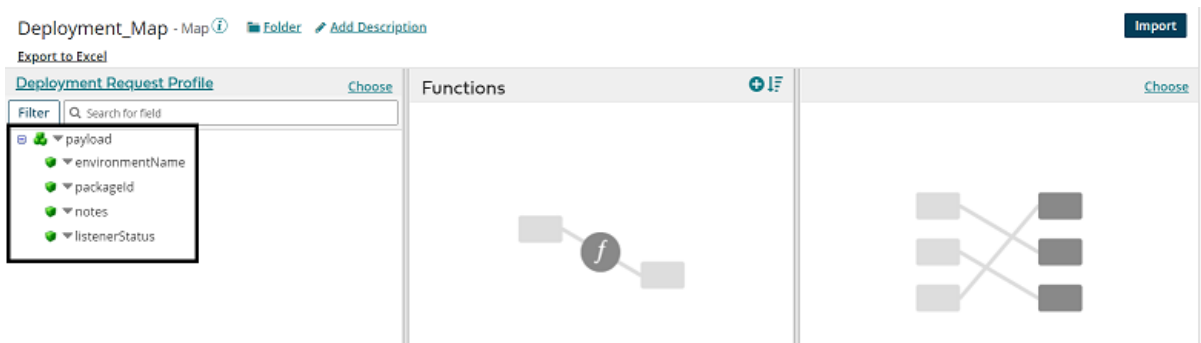 Deployment_Map - Map i Folder Add Description
Import
Export to Excel
Deployment Request Profile Choose
Functions
Choose
Filter Search for field
payload
environmentName
packageId
notes
listenerStatus
f